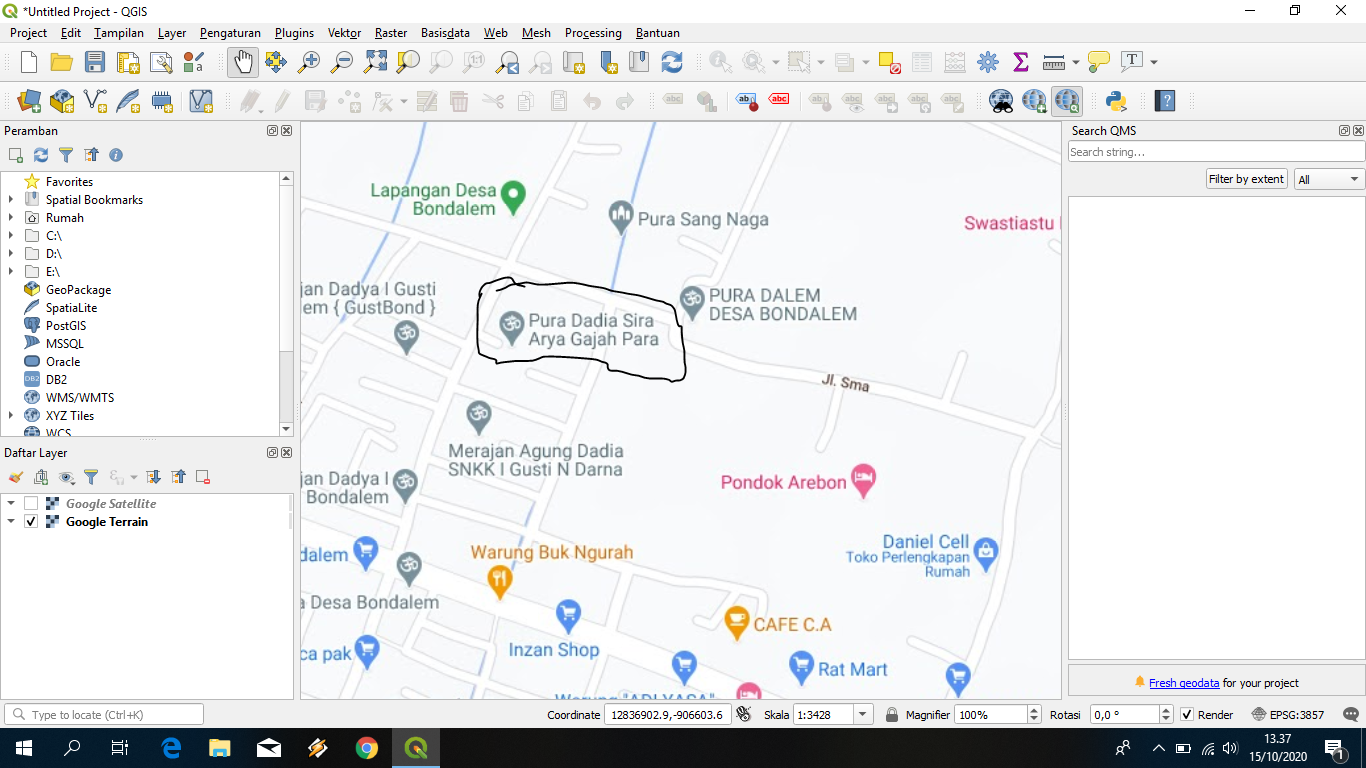 *Untitled Project - QGIS
Project Edit Tampilan Layer Pengaturan Plugins Vektor Raster Basisdata Web Mesh Processing Bantuan
Peramban
Favorites
Spatial Bookmarks
Rumah
C:\
D:\
E:\
GeoPackage
SpatiaLite
PostGIS
MSSQL
Oracle
DB2
WMS/WMTS
XYZ Tiles
WCS
Daftar Layer
Google Satellite
Google Terrain
Lapangan Desa
Bondalem
Pura Sang Naga
Swastiastu
jan Dadya I Gusti
em { GustBond }
PURA DALEM
DESA BONDALEM
Pura Dadia Sira
Arya Gajah Para
Jl. Sma
Merajan Agung Dadia
SNKK I Gusti N Darna
jan Dadya I
Bondalem
Pondok Arebon
Daniel Cell
Toko Perlengkapan
Rumah
dalem
Warung Buk Ngurah
a Desa Bondalem
CAFE C.A
Inzan Shop
ca pak
Rat Mart
Warung "ADI YASA"
Search QMS
Search string...
Filter by extent All
Fresh geodata for your project
Type to locate (Ctrl+K)
Coordinate 12836902.9,-906603.6 Skala 1:3428 Magnifier 100% Rotasi 0,0 ° Render EPSG:3857
13.37
15/10/2020